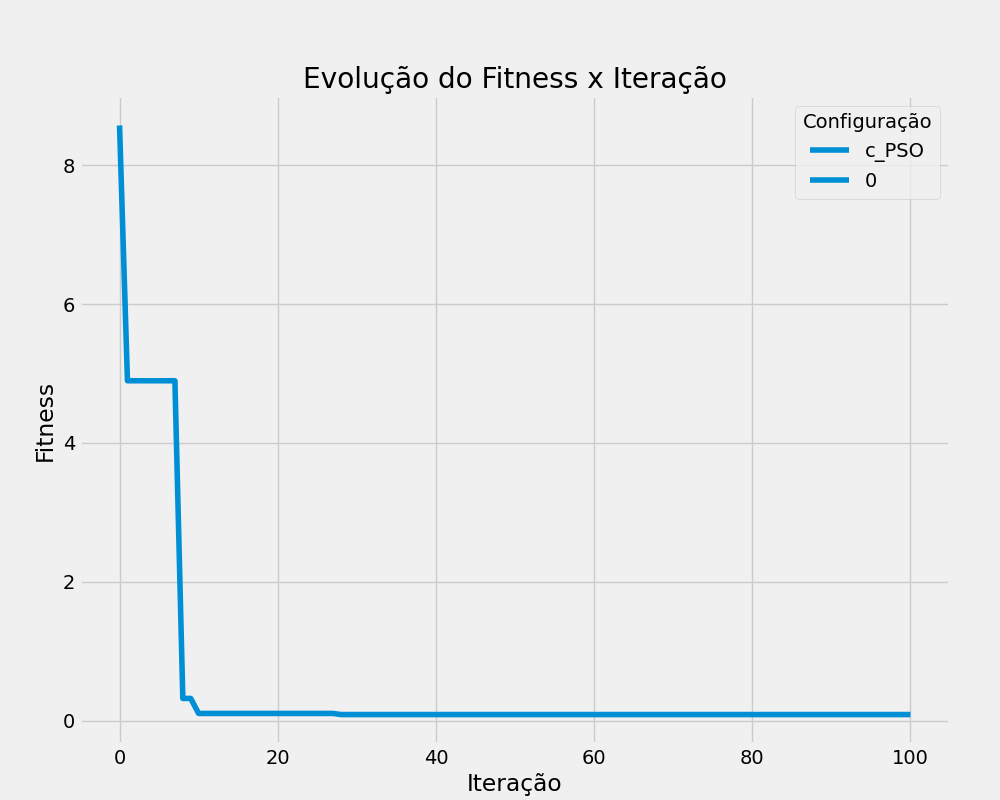 Evolução do Fitness x Iteração
Configuração
c_PSO
0
Fitness
8
6
4
2
0
0 20 40 60 80 100
Iteração